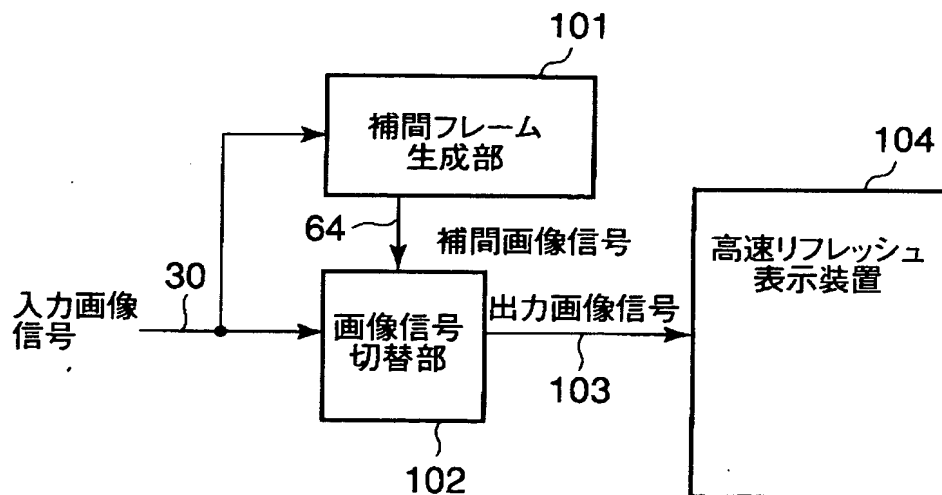 101
補間フレーム
生成部
104
64
補間画像信号
高速リフレッシュ
表示装置
30
入力画像
信号
画像信号
切替部
出力画像信号
103
102